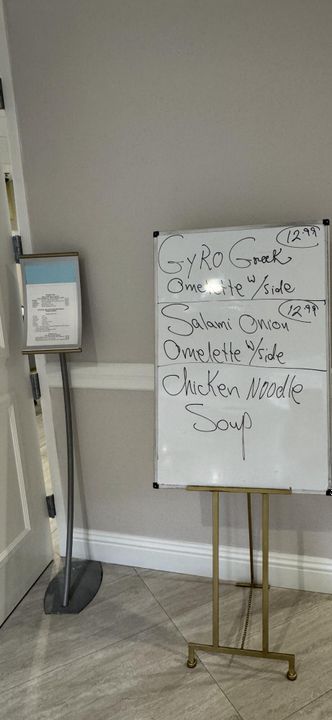 12.99
GYRO Greek
Omelette w/side
12.99
Salami Onion
Omelette w/side
Chicken Noodle
Soup